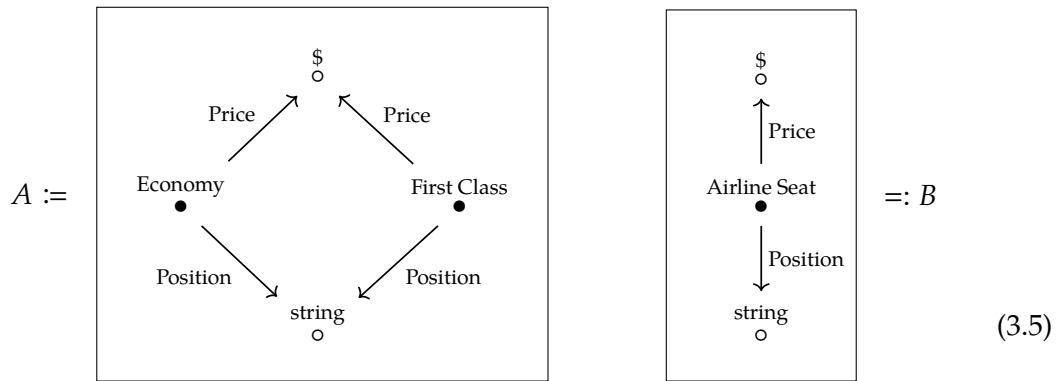 $
$
Price
Price
Price
A :=
Economy
First Class
Airline Seat
=: B
Position
Position
Position
string
string
(3.5)